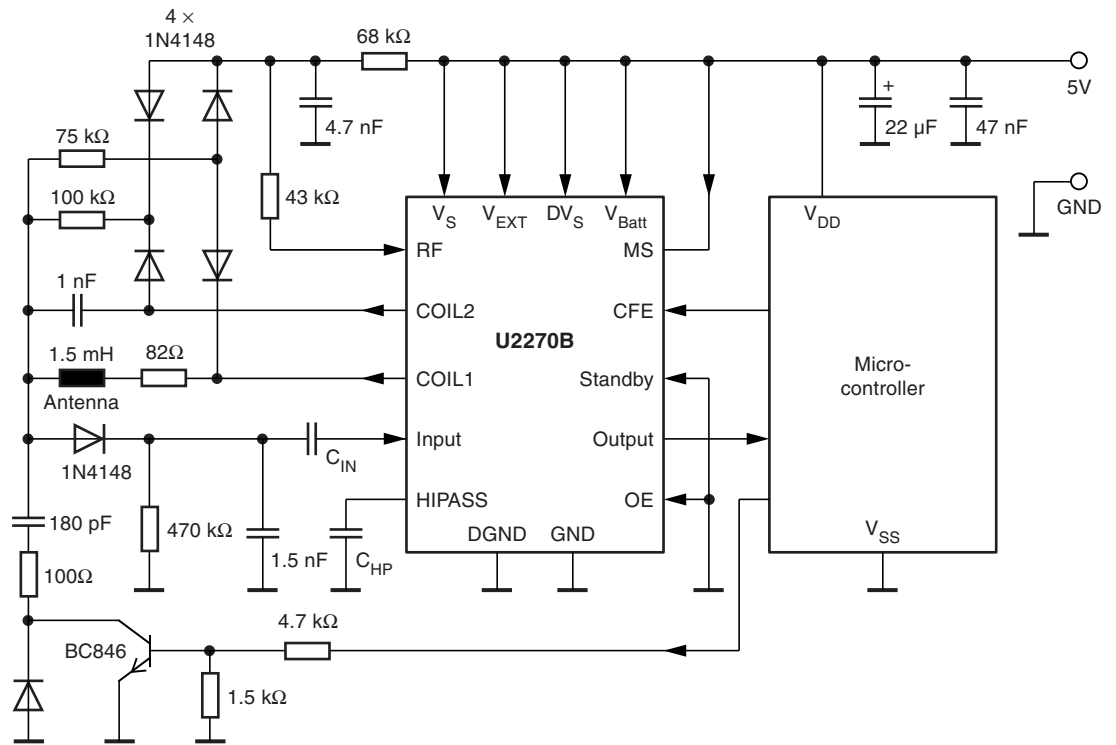 4 ×
1N4148
68 kΩ
5V
4.7 nF
22 µF
+
47 nF
75 kΩ
100 kΩ
43 kΩ
GND
V_S
V_EXT
DV_S
V_Batt
V_DD
RF
MS
1 nF
COIL2
CFE
U2270B
1.5 mH
82Ω
Antenna
COIL1
Standby
Micro-
controller
1N4148
C_IN
Input
Output
HIPASS
OE
180 pF
470 kΩ
1.5 nF
C_HP
DGND
GND
V_SS
100Ω
4.7 kΩ
BC846
1.5 kΩ